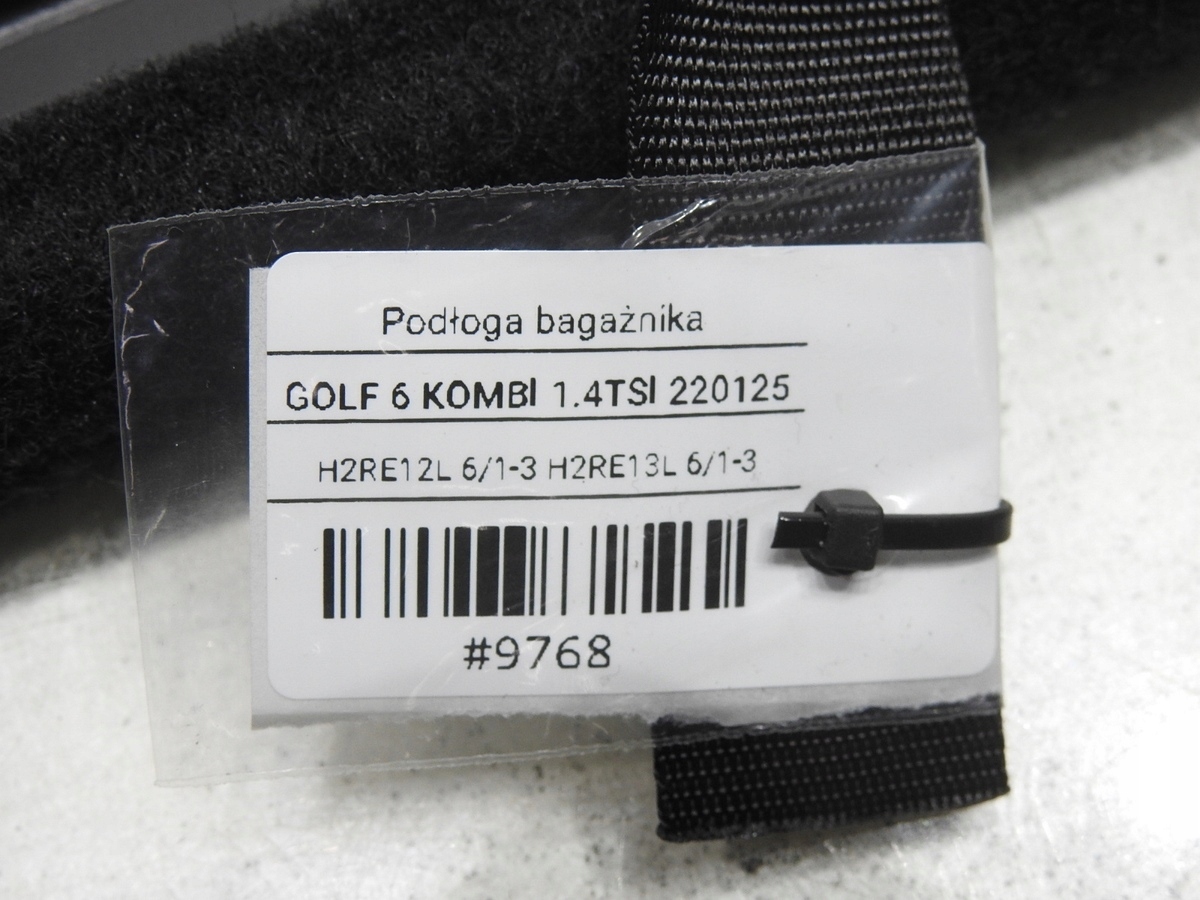 Podłoga bagażnika
GOLF 6 KOMBI 1.4TSI 220125
H2RE12L 6/1-3 H2RE13L 6/1-3
#9768